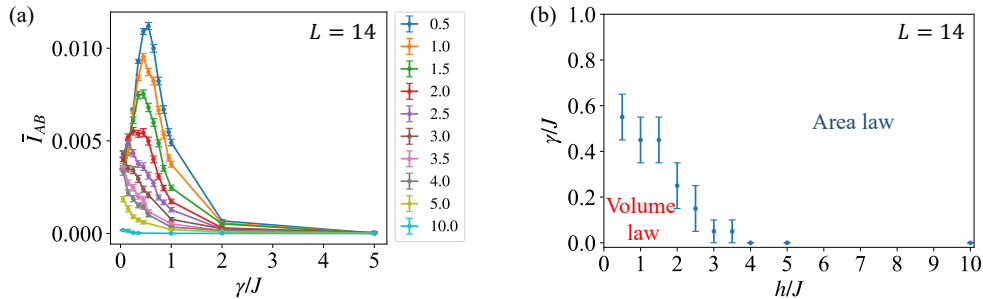 (a)
L = 14
0.010
0.005
0.000
Ī_AB
0 1 2 3 4 5
γ/J
0.5
1.0
1.5
2.0
2.5
3.0
3.5
4.0
5.0
10.0
(b)
L = 14
1.0
0.8
0.6
0.4
0.2
0.0
γ/J
Area law
Volume
law
0 1 2 3 4 5 6 7 8 9 10
h/J